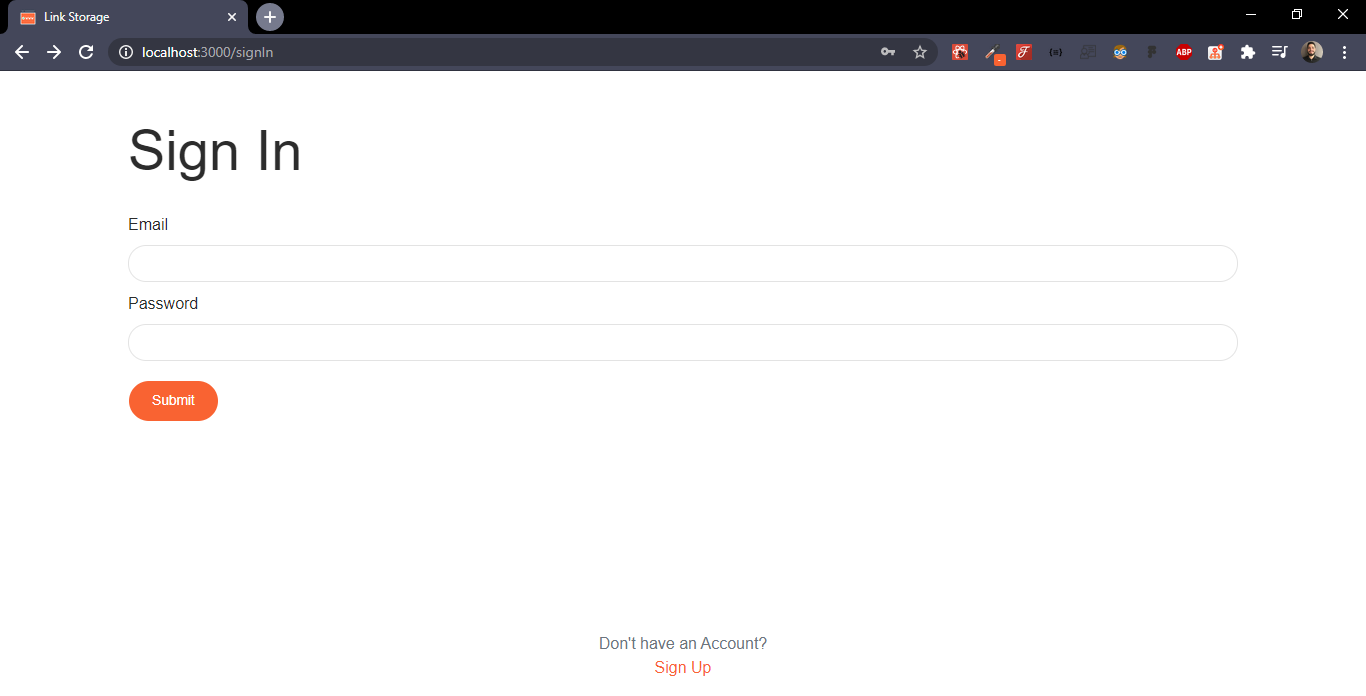 Link Storage
localhost:3000/signIn
ABP
Sign In
Email
Password
Submit
Don't have an Account?
Sign Up